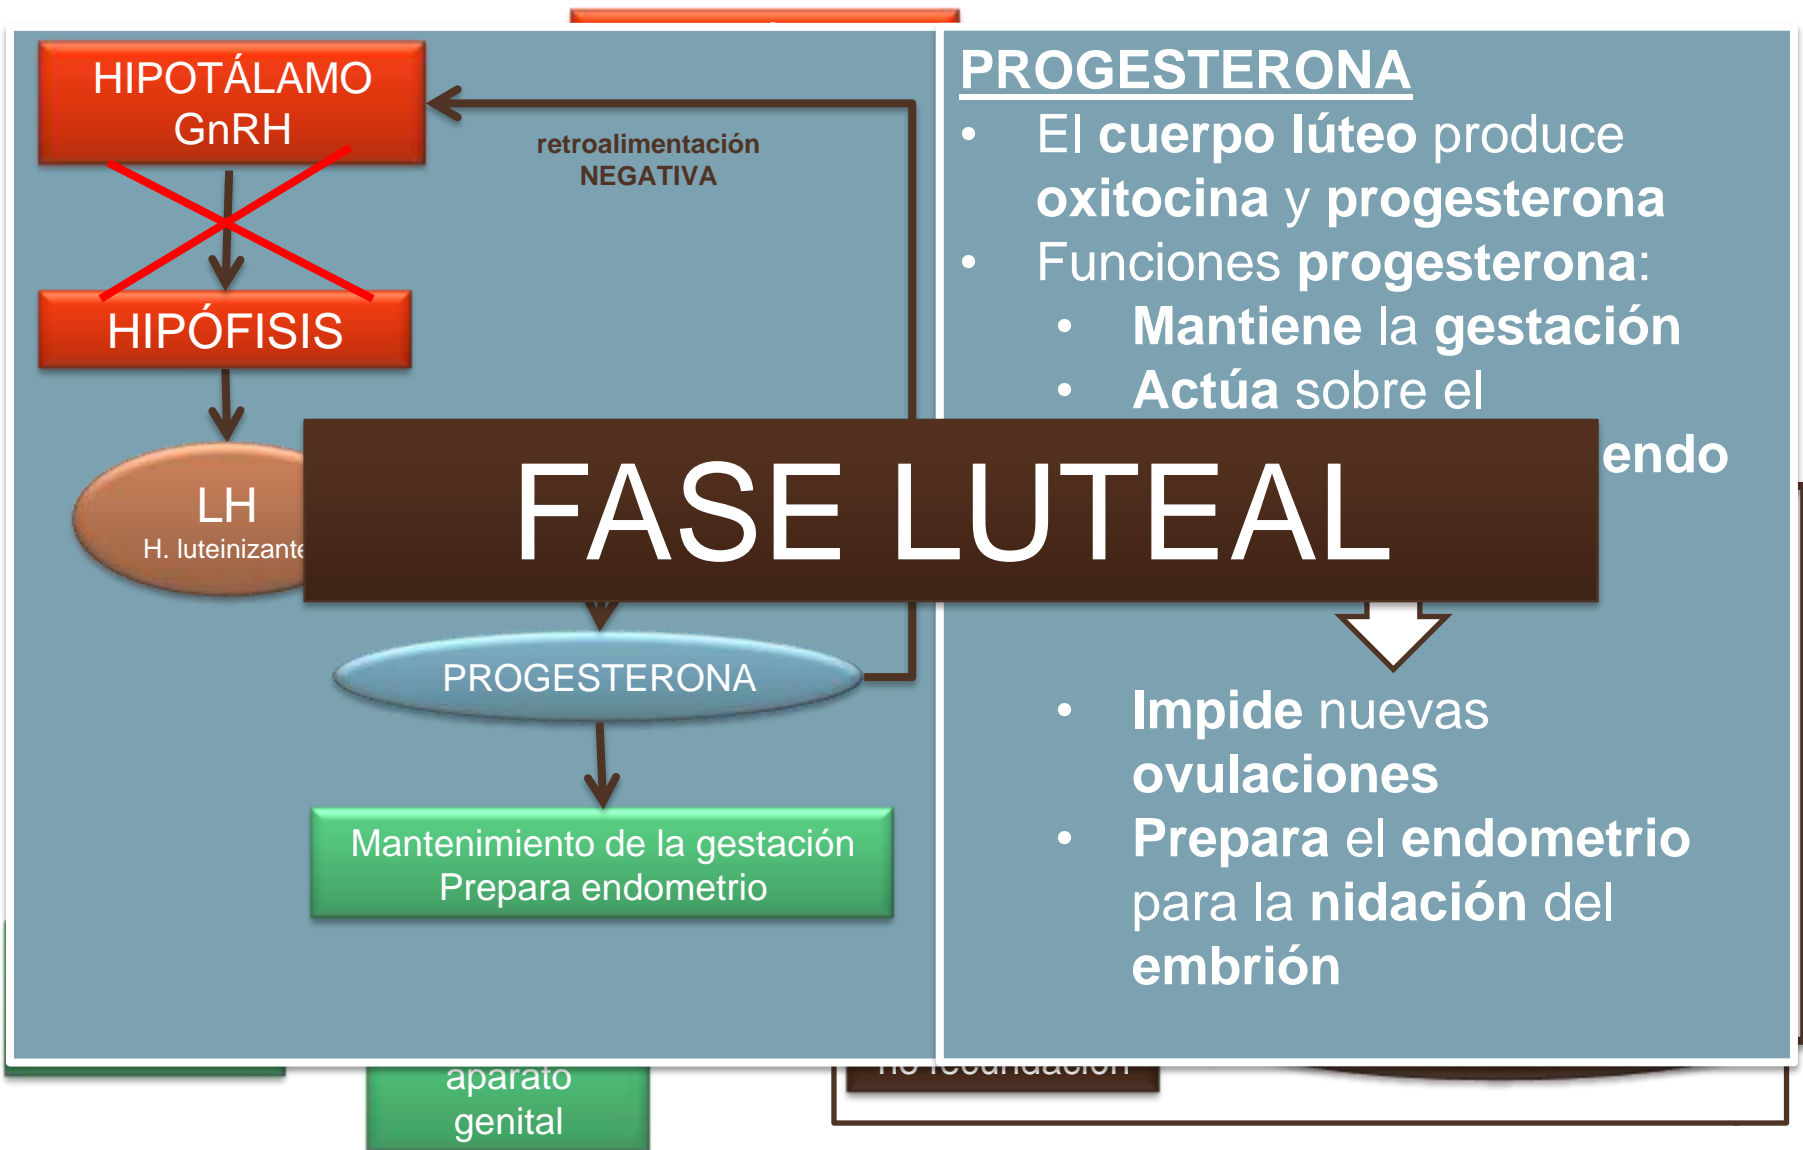 HIPOTÁLAMO
GnRH
retroalimentación
NEGATIVA
HIPÓFISIS
LH
H. luteinizante
FASE LUTEAL
PROGESTERONA
Mantenimiento de la gestación
Prepara endometrio
PROGESTERONA
• El cuerpo lúteo produce
oxitocina y progesterona
• Funciones progesterona:
• Mantiene la gestación
• Actúa sobre el
endo
• Impide nuevas
ovulaciones
• Prepara el endometrio
para la nidación del
embrión
aparato
genital